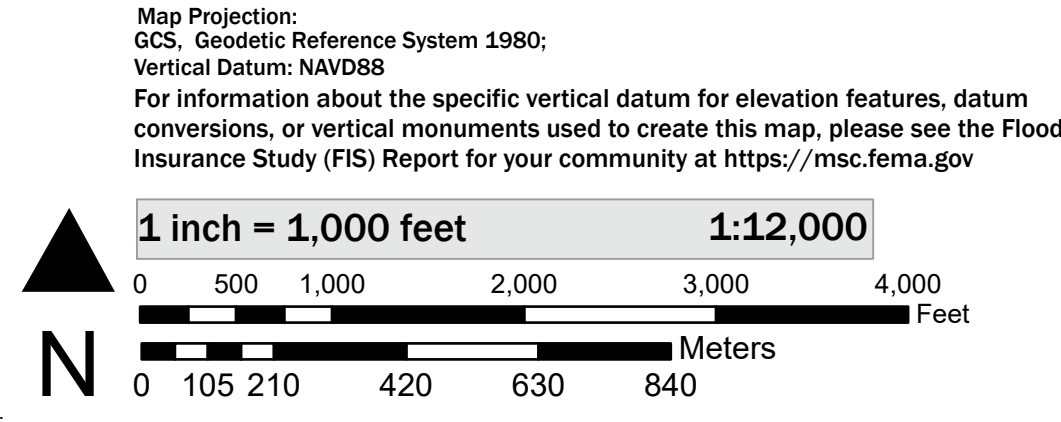 Map Projection:
GCS, Geodetic Reference System 1980;
Vertical Datum: NAVD88
For information about the specific vertical datum for elevation features, datum
conversions, or vertical monuments used to create this map, please see the Flood
Insurance Study (FIS) Report for your community at https://msc.fema.gov
1 inch = 1,000 feet 1:12,000
0 500 1,000 2,000 3,000 4,000
Feet
N
Meters
0 105 210 420 630 840